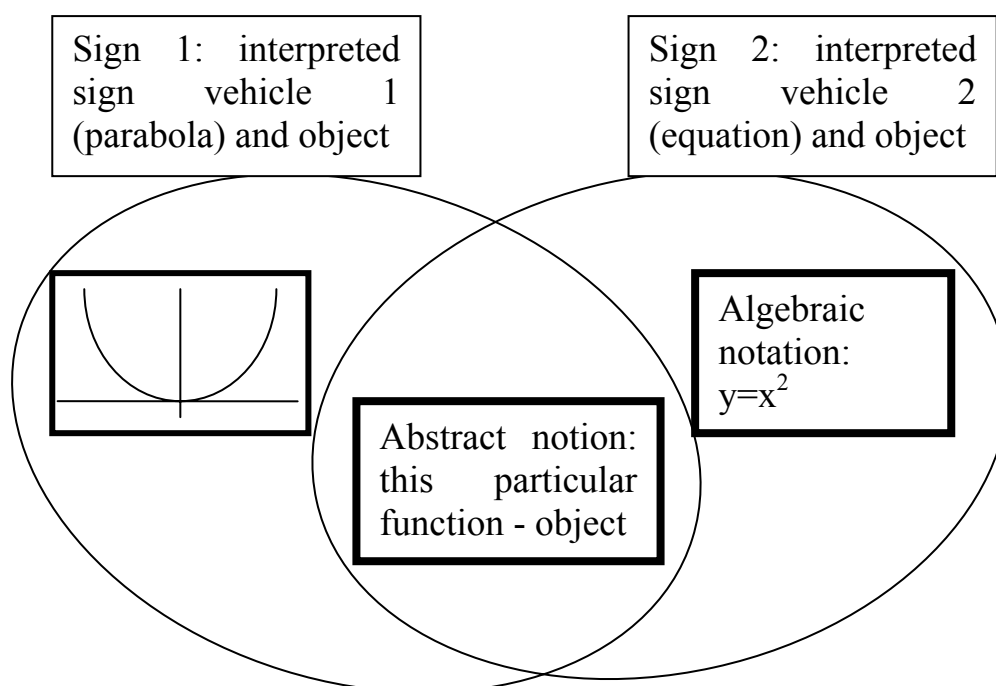 Sign 1: interpreted
sign vehicle 1
(parabola) and object
Sign 2: interpreted
sign vehicle 2
(equation) and object
Algebraic
notation:
y=x²
Abstract notion:
this particular
function - object